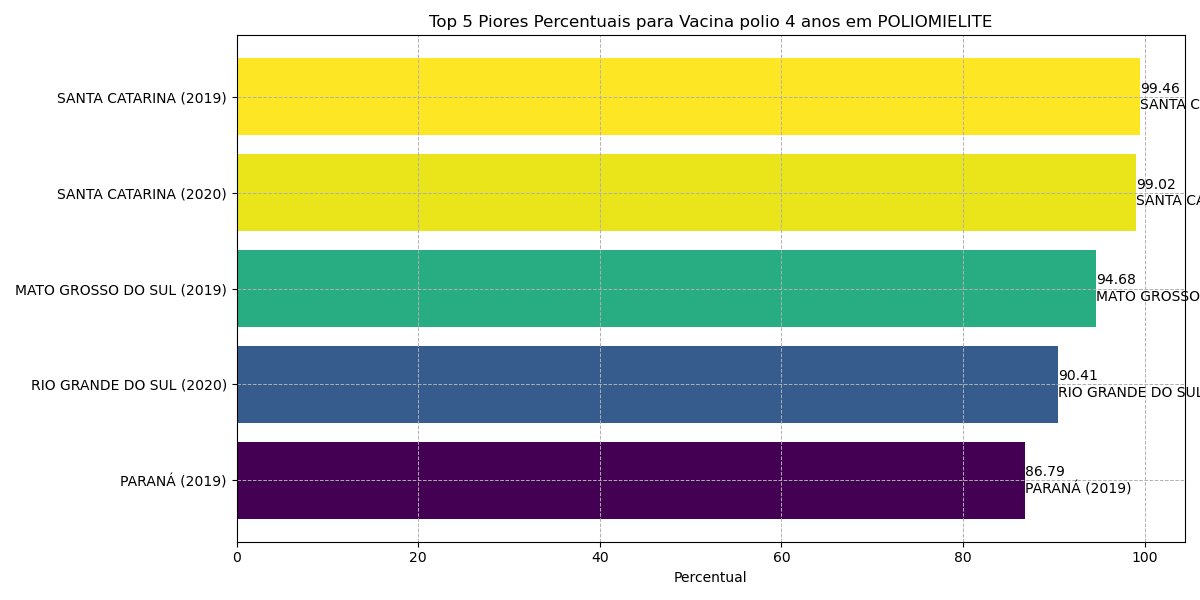 Top 5 Piores Percentuais para Vacina polio 4 anos em POLIOMIELITE
SANTA CATARINA (2019)
99.46
SANTA C
SANTA CATARINA (2020)
99.02
SANTA CA
MATO GROSSO DO SUL (2019)
94.68
MATO GROSSO
RIO GRANDE DO SUL (2020)
90.41
RIO GRANDE DO SUL
PARANÁ (2019)
86.79
PARANÁ (2019)
0 20 40 60 80 100
Percentual